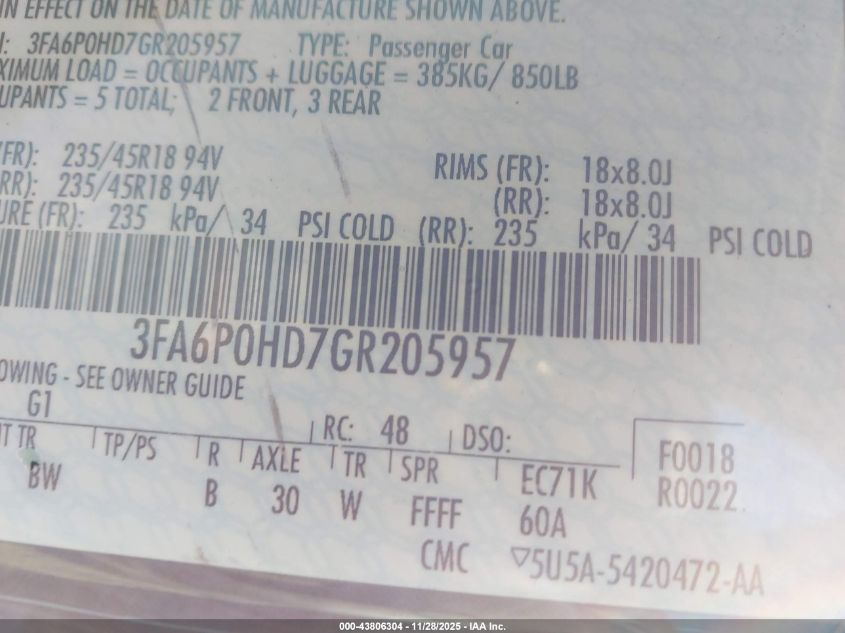 IN EFFECT ON THE DATE OF MANUFACTURE SHOWN ABOVE.
: 3FA6P0HD7GR205957 TYPE: Passenger Car
XIMUM LOAD = OCCUPANTS + LUGGAGE = 385KG/ 850LB
UPANTS = 5 TOTAL; 2 FRONT, 3 REAR
(FR): 235/45R18 94V RIMS (FR): 18x8.0J
RR): 235/45R18 94V (RR): 18x8.0J
URE (FR): 235 kPa/ 34 PSI COLD (RR): 235 kPa/ 34 PSI COLD
3FA6P0HD7GR205957
OWING - SEE OWNER GUIDE
G1 RC: 48 DSO:
NT TR TP/PS R AXLE TR SPR EC71K F0018
BW B 30 W FFFF 60A R0022
CMC ▽5U5A-5420472-AA
000-43806304 - 11/28/2025 - IAA Inc.